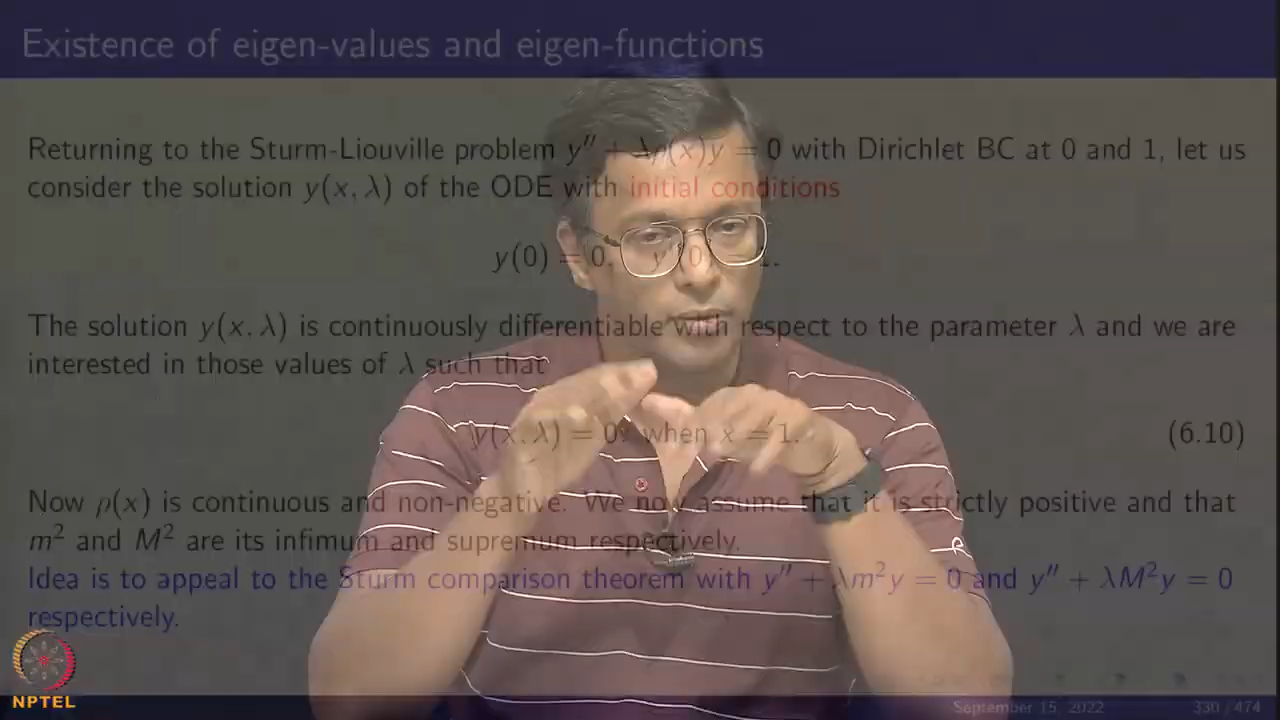 Existence of eigen-values and eigen-functions
Returning to the Sturm-Liouville problem y″ + λρ(x)y = 0 with Dirichlet BC at 0 and 1, let us
consider the solution y(x, λ) of the ODE with initial conditions
y(0) = 0, y′(0) = 1.
The solution y(x, λ) is continuously differentiable with respect to the parameter λ and we are
interested in those values of λ such that
y(x, λ) = 0, when x = 1. (6.10)
Now ρ(x) is continuous and non-negative. We now assume that it is strictly positive and that
m² and M² are its infimum and supremum respectively.
Idea is to appeal to the Sturm comparison theorem with y″ + λm²y = 0 and y″ + λM²y = 0
respectively.
NPTEL
September 15, 2022 330 / 474